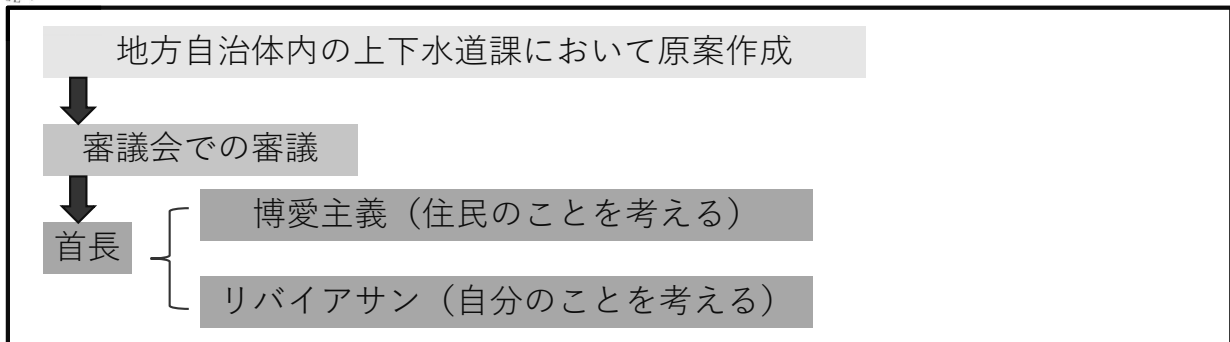 地方自治体内の上下水道課において原案作成
審議会での審議
首長
博愛主義（住民のことを考える）
リバイアサン（自分のことを考える）